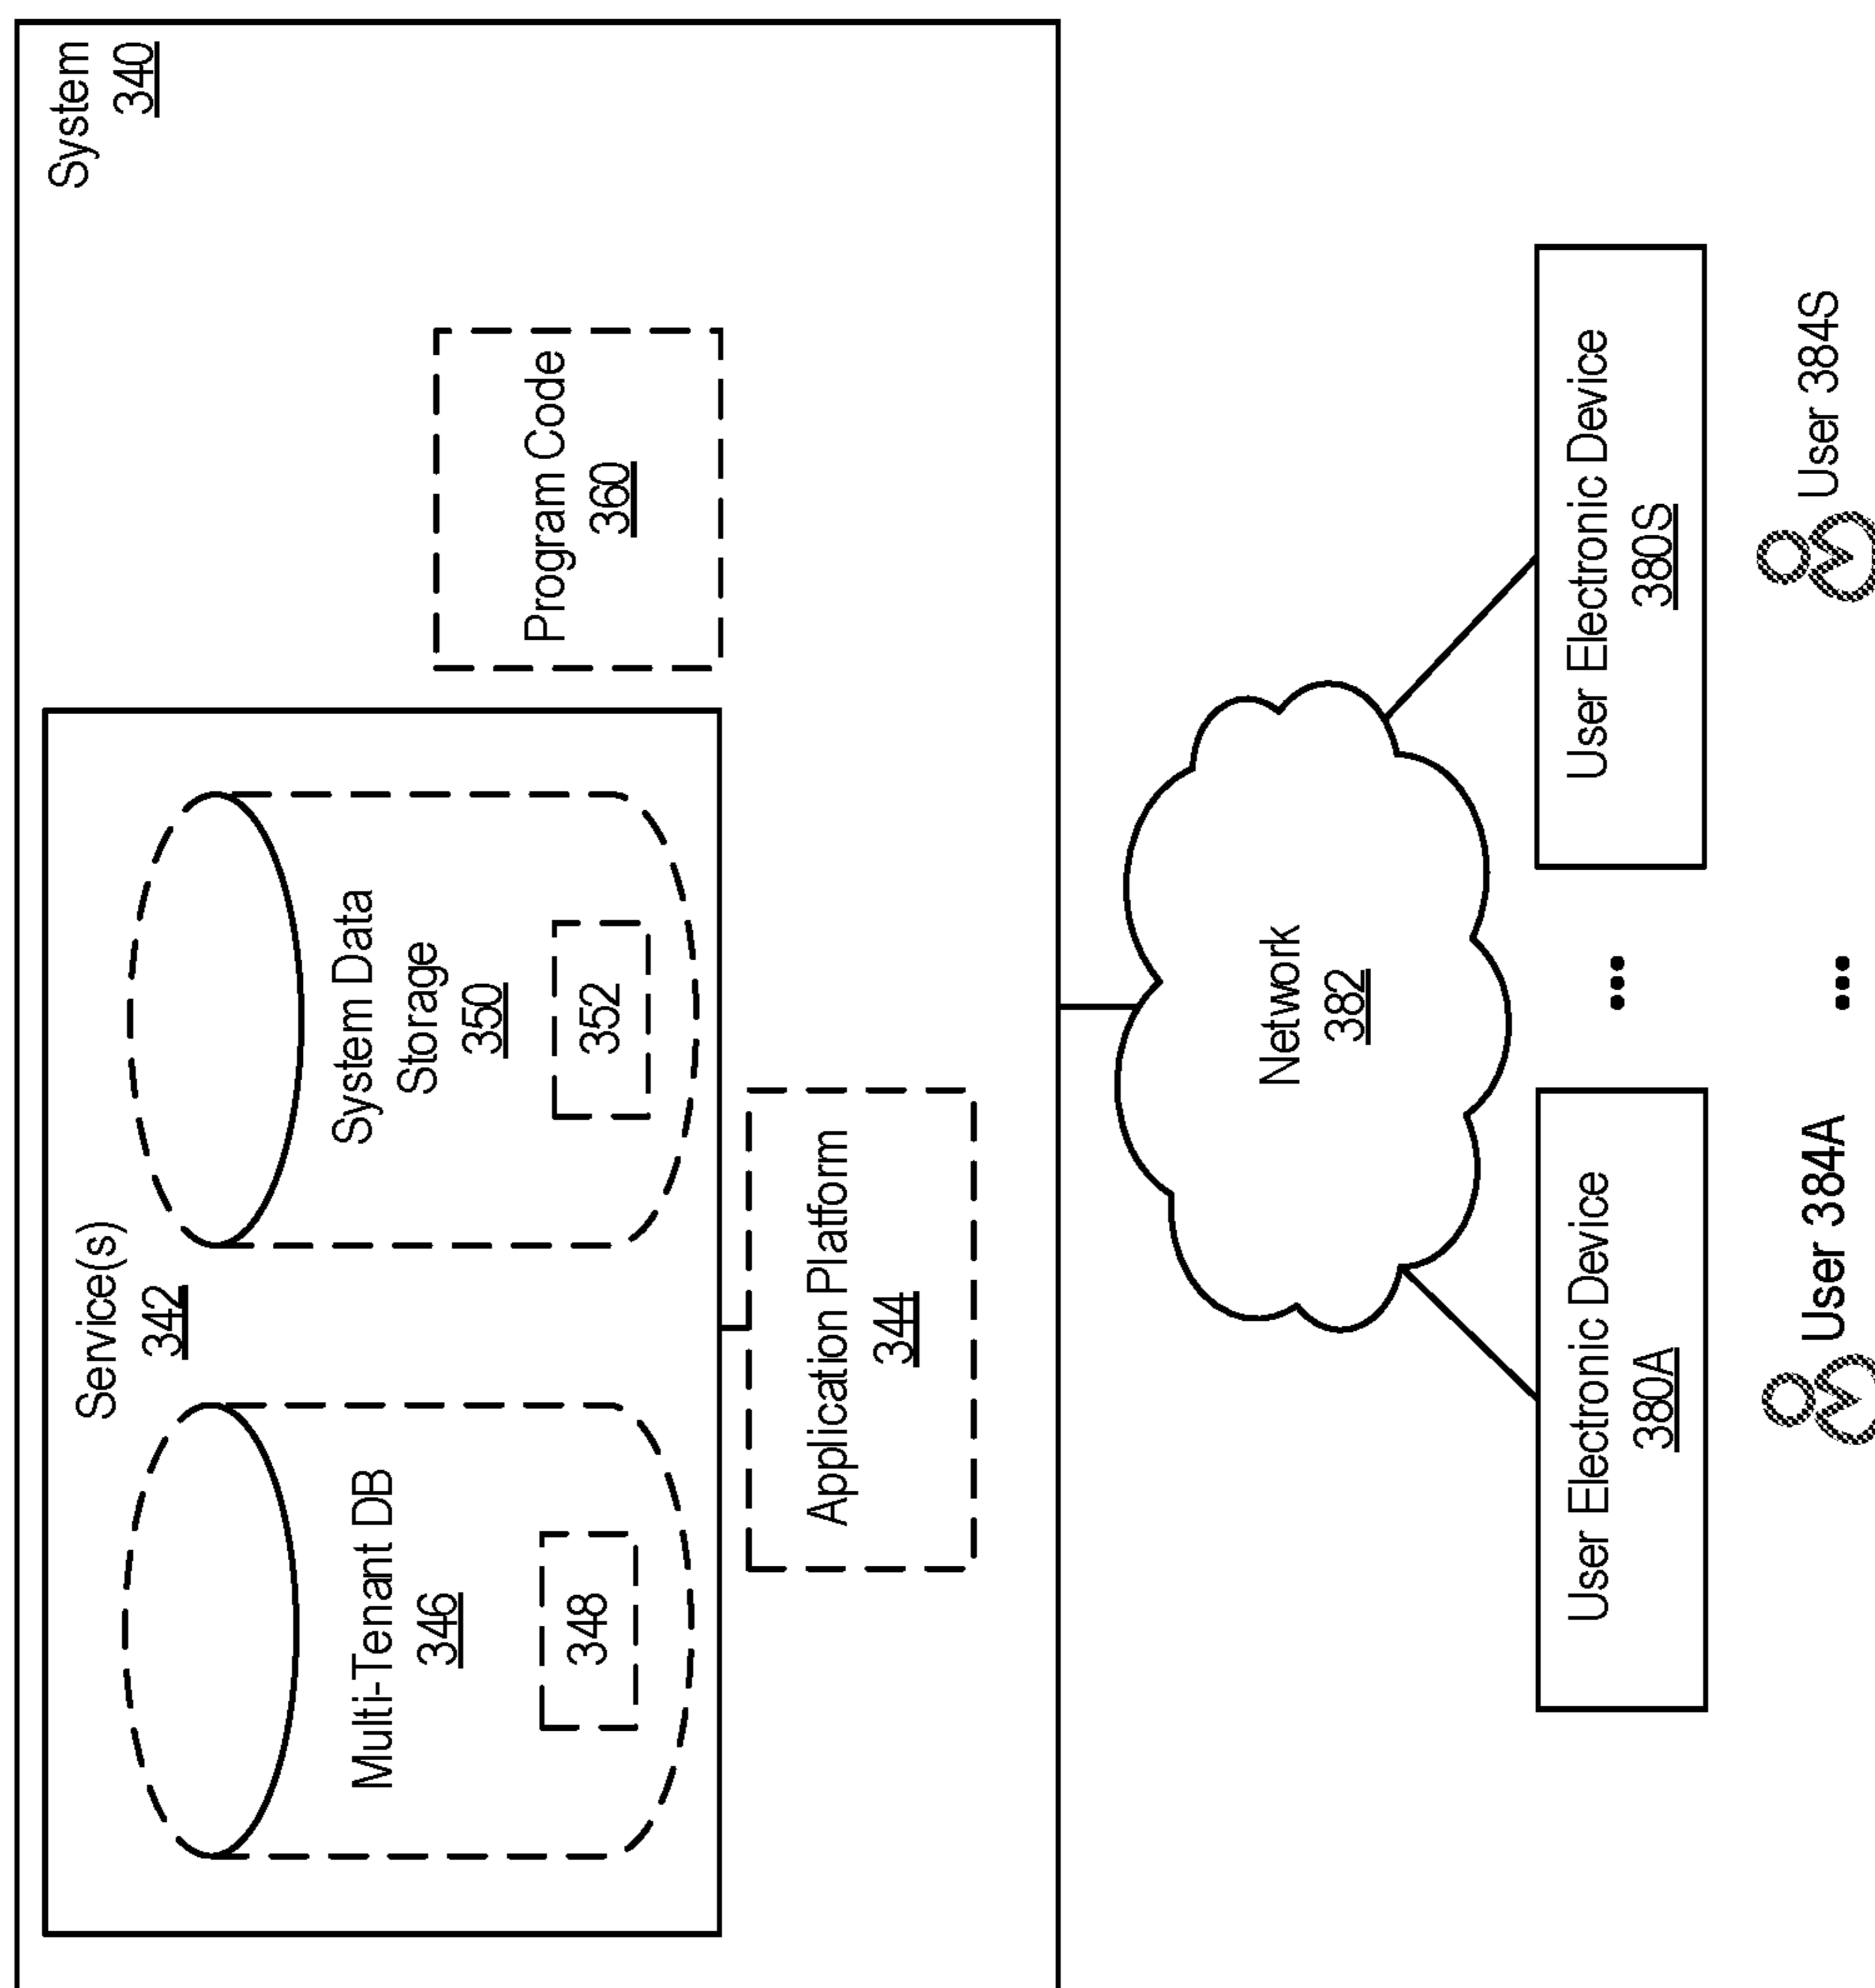 System
340
Service(s)
342
Multi-Tenant DB
346
348
System Data
Storage
350
352
Program Code
360
Application Platform
344
Network
382
User Electronic Device
380A
...
User Electronic Device
380S
User 384A
...
User 384S